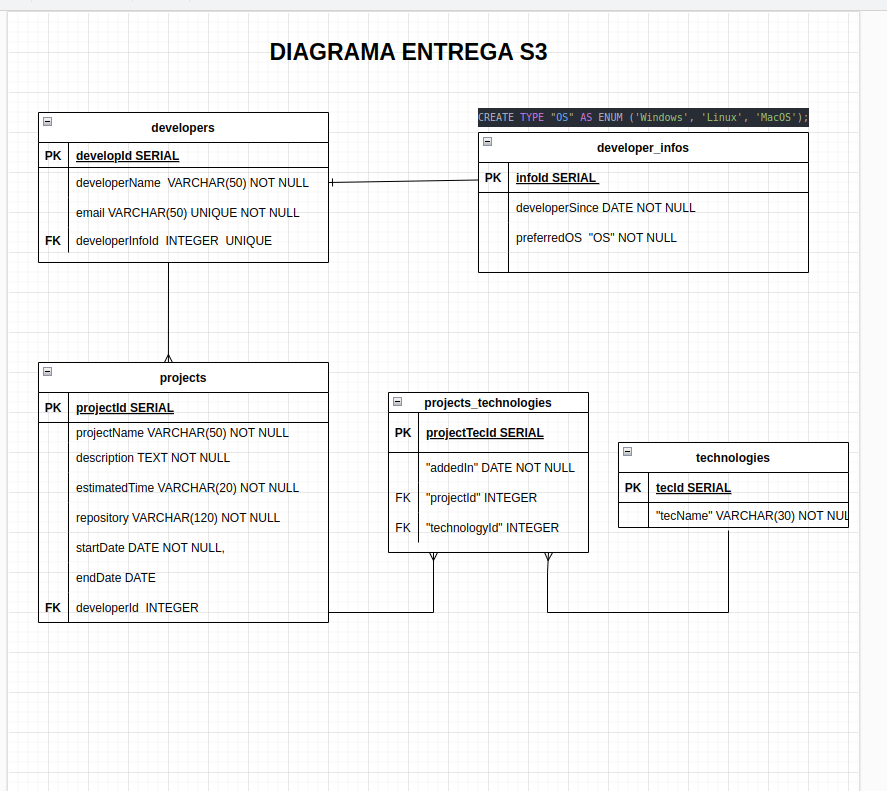 DIAGRAMA ENTREGA S3
CREATE TYPE "OS" AS ENUM ('Windows', 'Linux', 'MacOS');
developers
PK developId SERIAL
developerName VARCHAR(50) NOT NULL
email VARCHAR(50) UNIQUE NOT NULL
FK developerInfoId INTEGER UNIQUE
developer_infos
PK infoId SERIAL
developerSince DATE NOT NULL
preferredOS "OS" NOT NULL
projects
PK projectId SERIAL
projectName VARCHAR(50) NOT NULL
description TEXT NOT NULL
estimatedTime VARCHAR(20) NOT NULL
repository VARCHAR(120) NOT NULL
startDate DATE NOT NULL,
endDate DATE
FK developerId INTEGER
projects_technologies
PK projectTecId SERIAL
"addedIn" DATE NOT NULL
FK "projectId" INTEGER
FK "technologyId" INTEGER
technologies
PK tecId SERIAL
"tecName" VARCHAR(30) NOT NUL